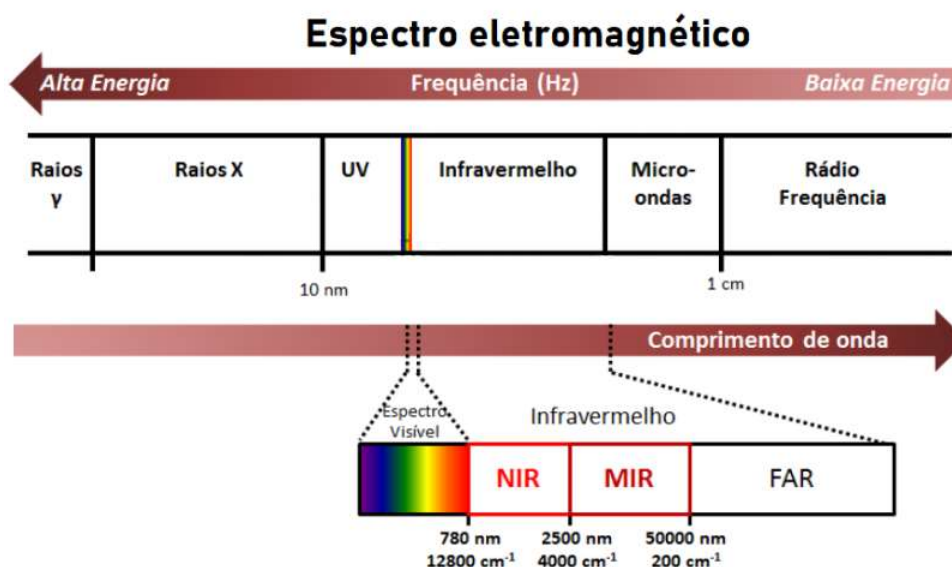 Espectro eletromagnético
Alta Energia Frequência (Hz) Baixa Energia
Raios γ
Raios X
UV
Infravermelho
Micro-ondas
Rádio Frequência
10 nm
1 cm
Comprimento de onda
Espectro Visível
Infravermelho
NIR MIR FAR
780 nm 2500 nm 50000 nm
12800 cm⁻¹ 4000 cm⁻¹ 200 cm⁻¹